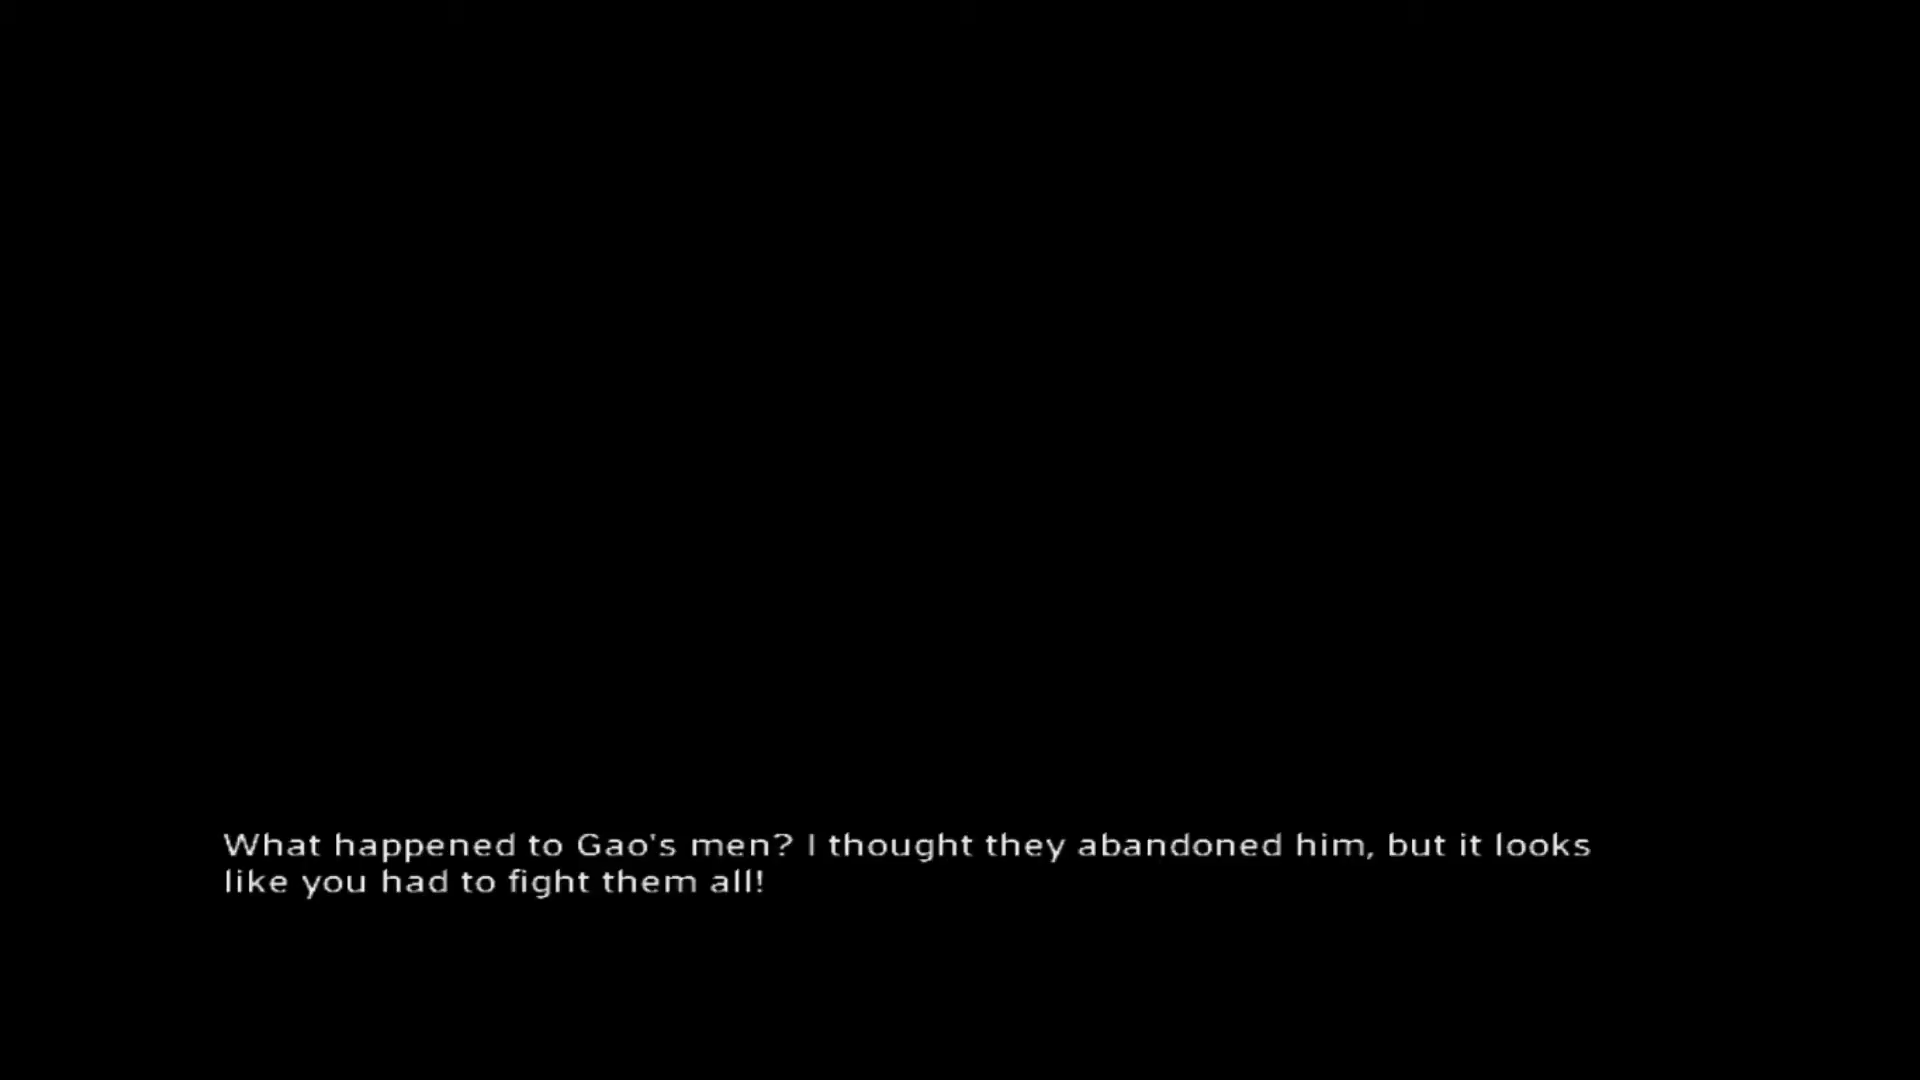 What happened to Gao's men? I thought they abandoned him, but it looks
like you had to fight them all!